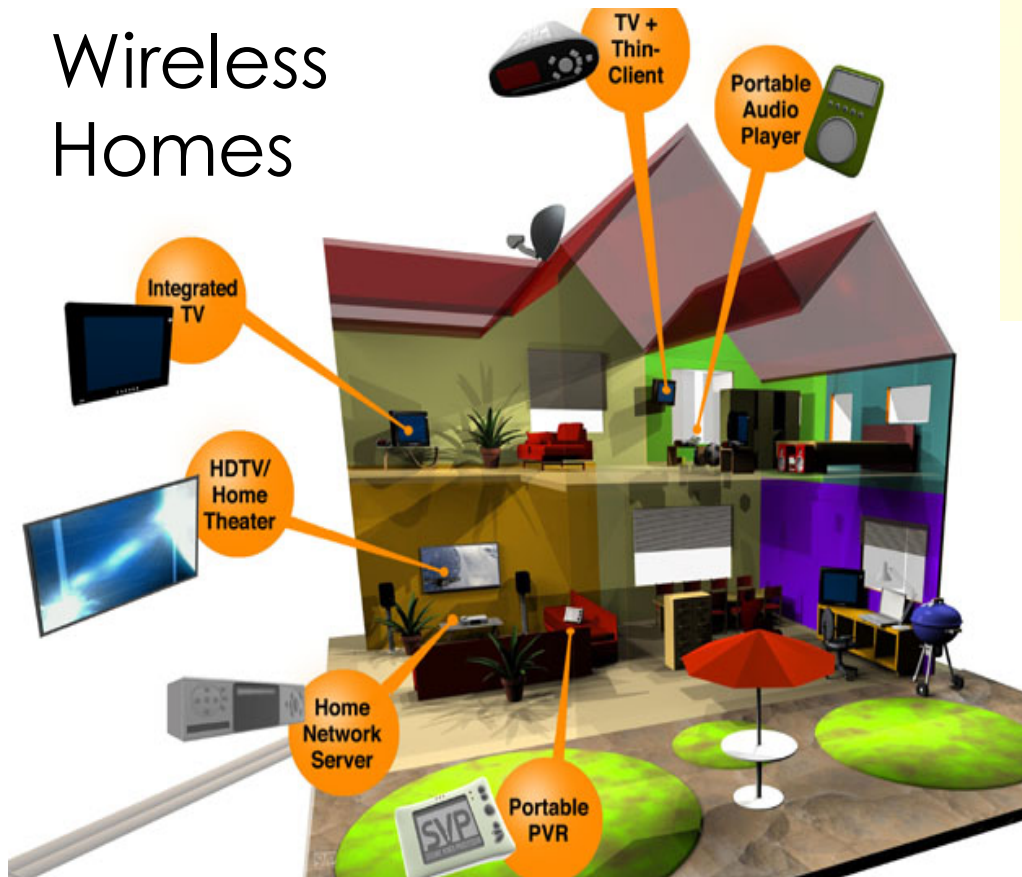 Wireless
Homes
TV +
Thin-
Client
Portable
Audio
Player
Integrated
TV
HDTV/
Home
Theater
Home
Network
Server
Portable
PVR
SVP